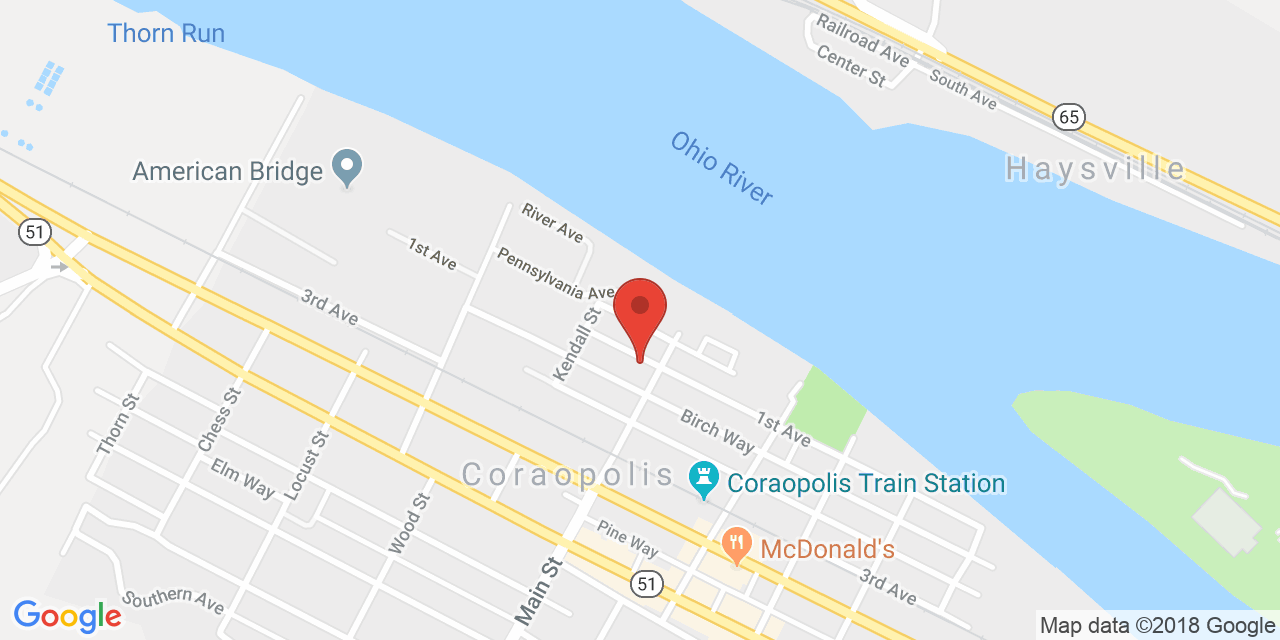 Thorn Run
Railroad Ave
Center St
South Ave
65
Ohio River
Haysville
American Bridge
51
River Ave
1st Ave
Pennsylvania Ave
3rd Ave
Kendall St
Thorn St
Chess St
Locust St
Elm Way
Birch Way
1st Ave
Coraopolis
Coraopolis Train Station
Wood St
Pine Way
McDonald's
Main St
51
3rd Ave
Southern Ave
Google
Map data ©2018 Google